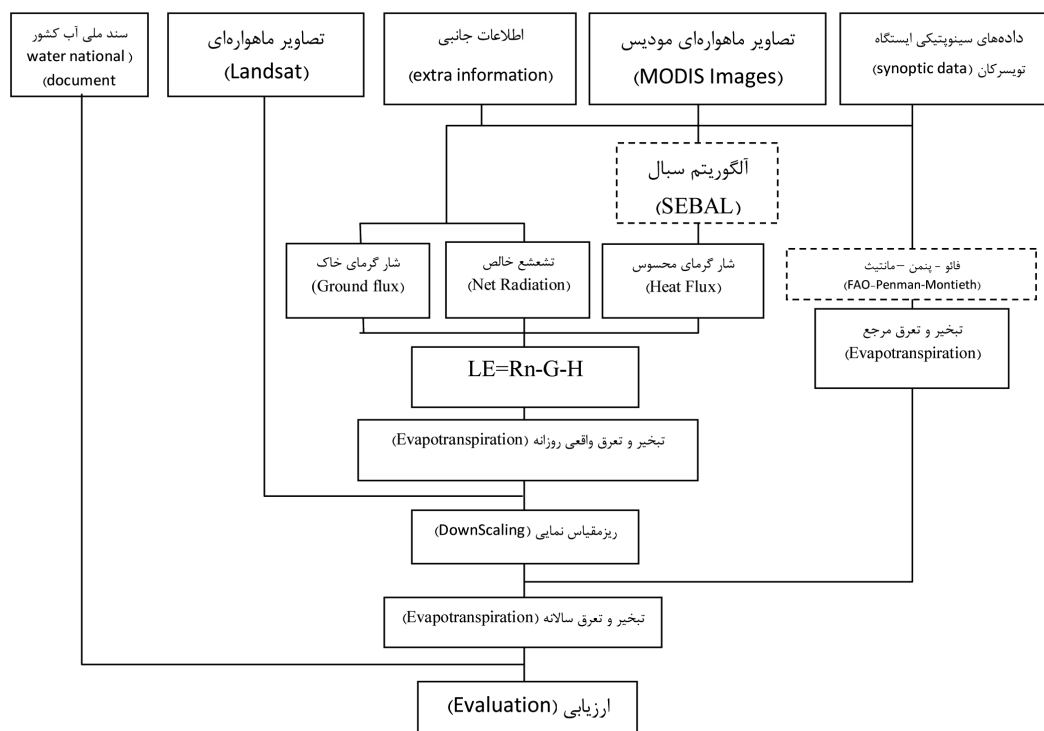 سند ملی آب کشور
(water national
document)
تصاویر ماهواره‌ای
(Landsat)
اطلاعات جانبی
(extra information)
تصاویر ماهواره‌ای مودیس
(MODIS Images)
داده‌های سینوپتیکی ایستگاه
تویسرکان (synoptic data)
آلگوریتم سبال
(SEBAL)
شار گرمای خاک
(Ground flux)
تشعشع خالص
(Net Radiation)
شار گرمای محسوس
(Heat Flux)
فائو - پنمن –مانتیث
(FAO-Penman-Montieth)
تبخیر و تعرق مرجع
(Evapotranspiration)
LE=Rn-G-H
تبخیر و تعرق واقعی روزانه (Evapotranspiration)
ریزمقیاس نمایی (DownScaling)
تبخیر و تعرق سالانه (Evapotranspiration)
ارزیابی (Evaluation)